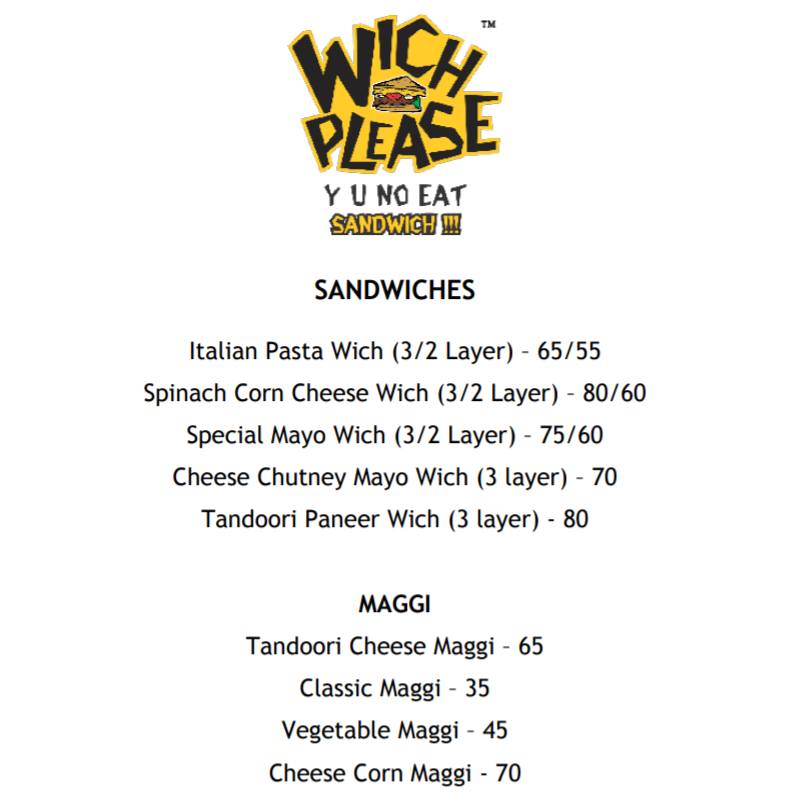 WICH
PLEASE
™
Y U NO EAT
SANDWICH !!!
SANDWICHES
Italian Pasta Wich (3/2 Layer) – 65/55
Spinach Corn Cheese Wich (3/2 Layer) – 80/60
Special Mayo Wich (3/2 Layer) – 75/60
Cheese Chutney Mayo Wich (3 layer) – 70
Tandoori Paneer Wich (3 layer) - 80
MAGGI
Tandoori Cheese Maggi – 65
Classic Maggi – 35
Vegetable Maggi – 45
Cheese Corn Maggi - 70